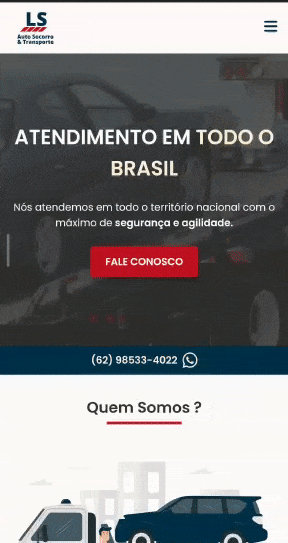 LS
Auto Socorro
& Transporte
ATENDIMENTO EM TODO O
BRASIL
Nós atendemos em todo o território nacional com o
máximo de segurança e agilidade.
FALE CONOSCO
(62) 98533-4022
Quem Somos ?